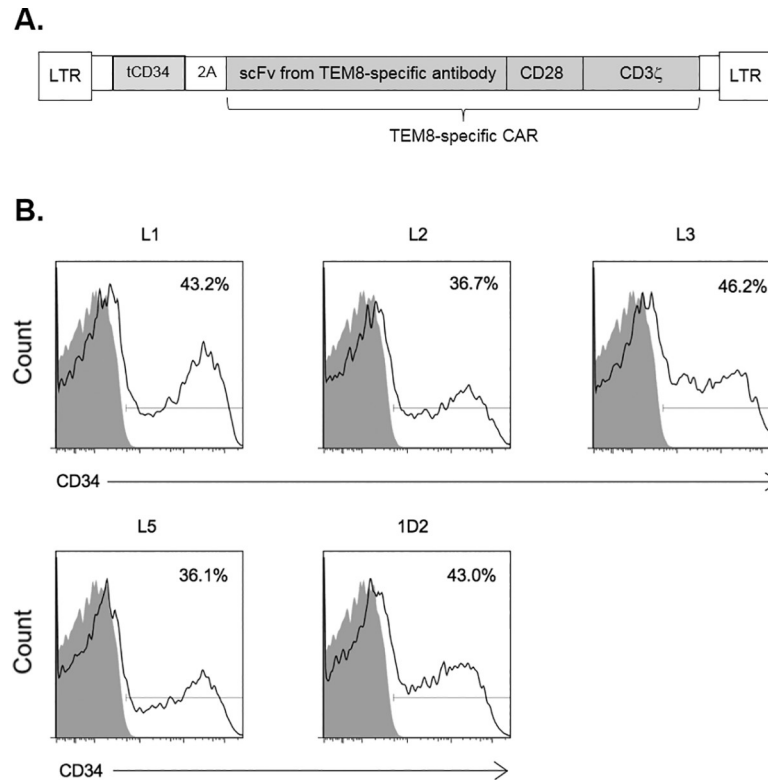 A.
LTR tCD34 2A scFv from TEM8-specific antibody CD28 CD3ζ LTR
TEM8-specific CAR
B.
L1 L2 L3
Count 43.2% 36.7% 46.2%
CD34
L5 1D2
Count 36.1% 43.0%
CD34